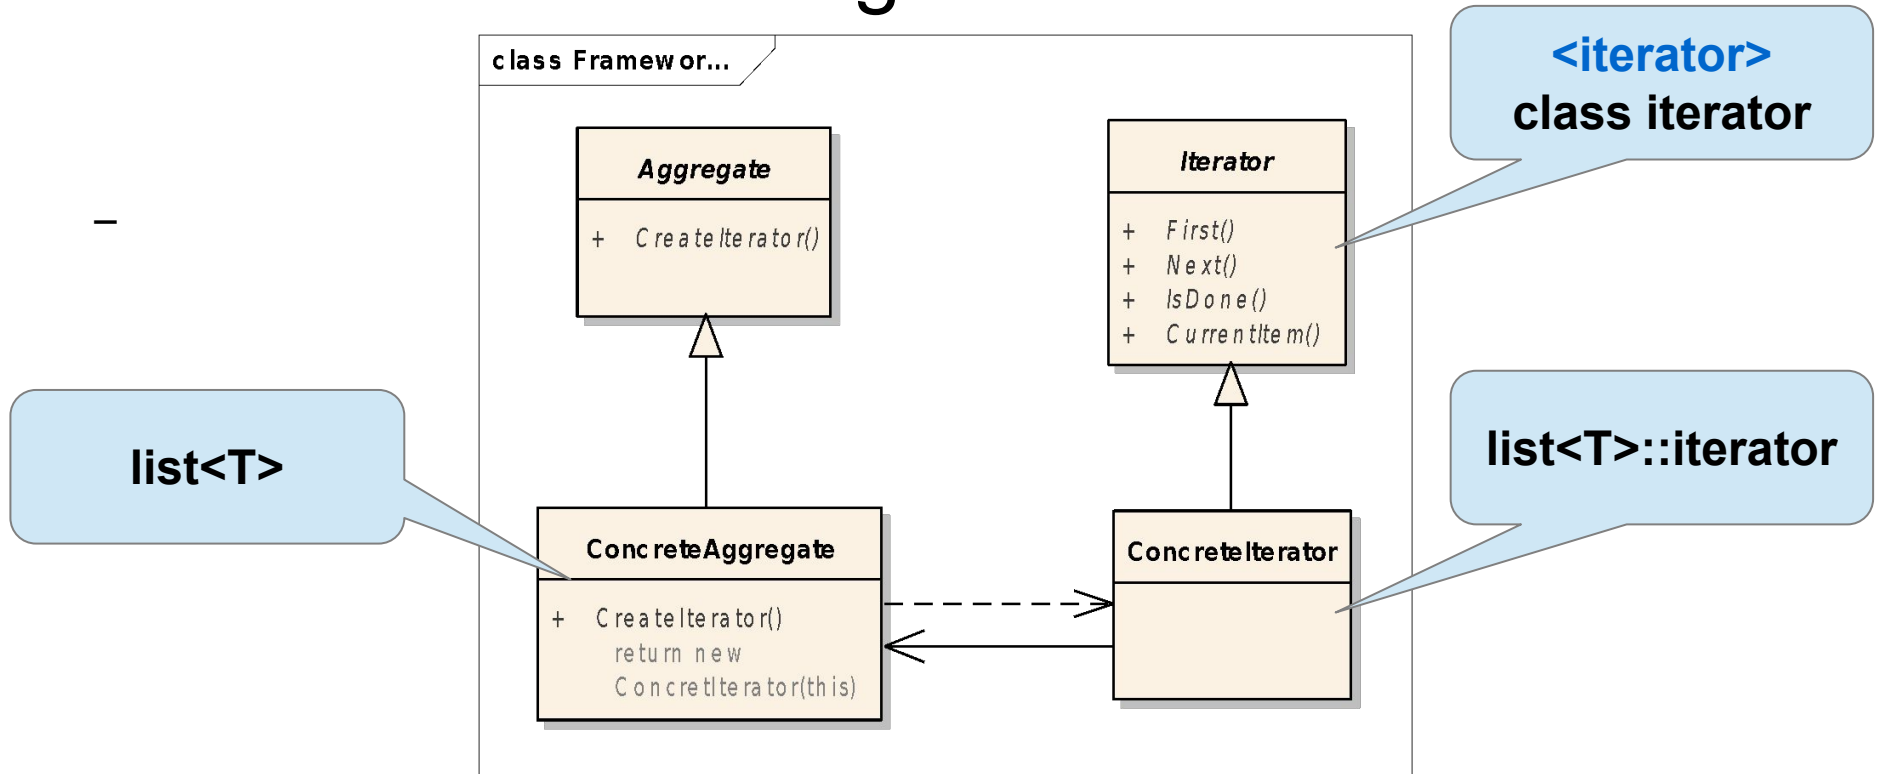 class Framewor...
<iterator>
class iterator
Aggregate
+ CreateIterator()
Iterator
+ First()
+ Next()
+ IsDone()
+ CurrentItem()
list<T>
list<T>::iterator
ConcreteAggregate
+ CreateIterator()
return new
ConcretIterator(this)
ConcreteIterator
–